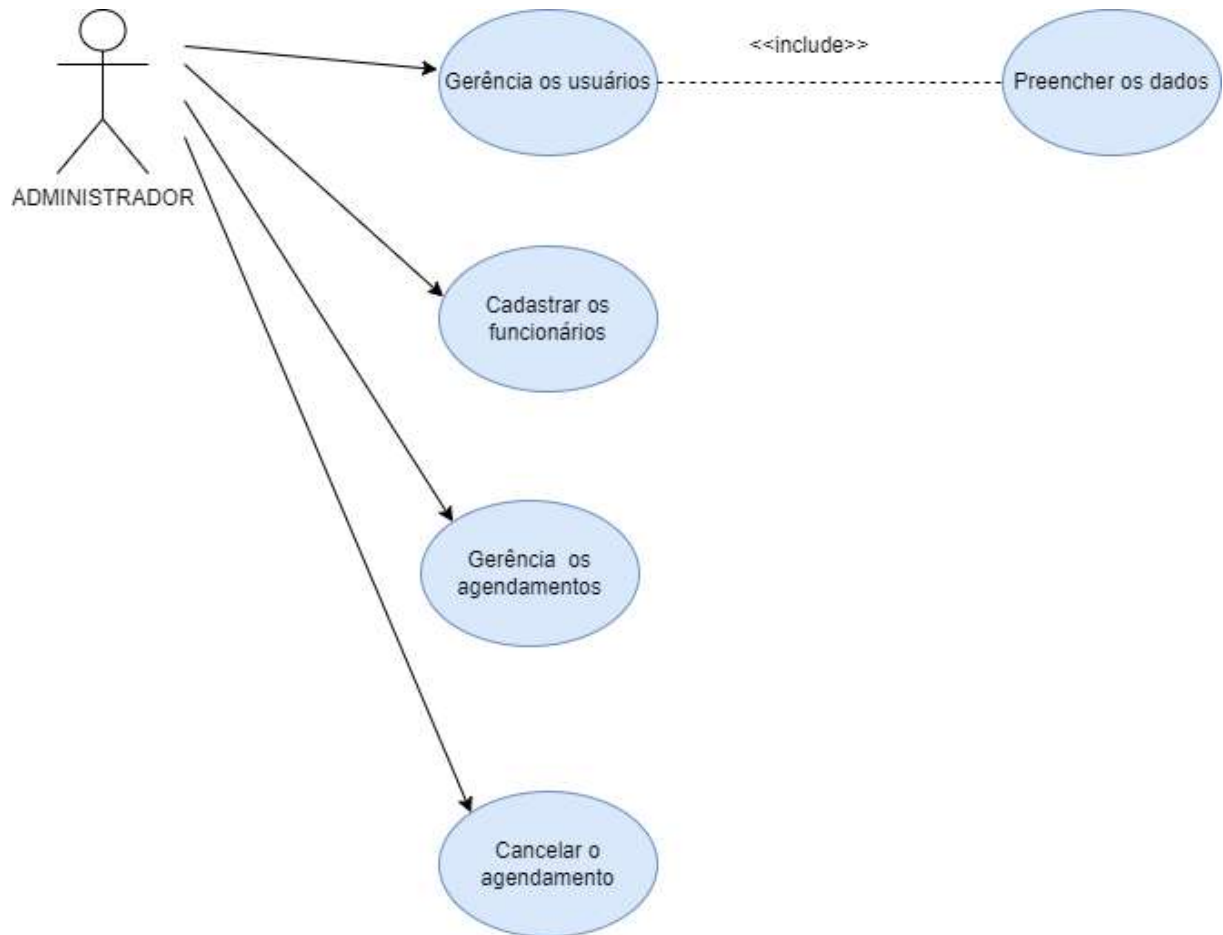 <<include>>
Gerência os usuários
Preencher os dados
ADMINISTRADOR
Cadastrar os
funcionários
Gerência  os
agendamentos
Cancelar o
agendamento